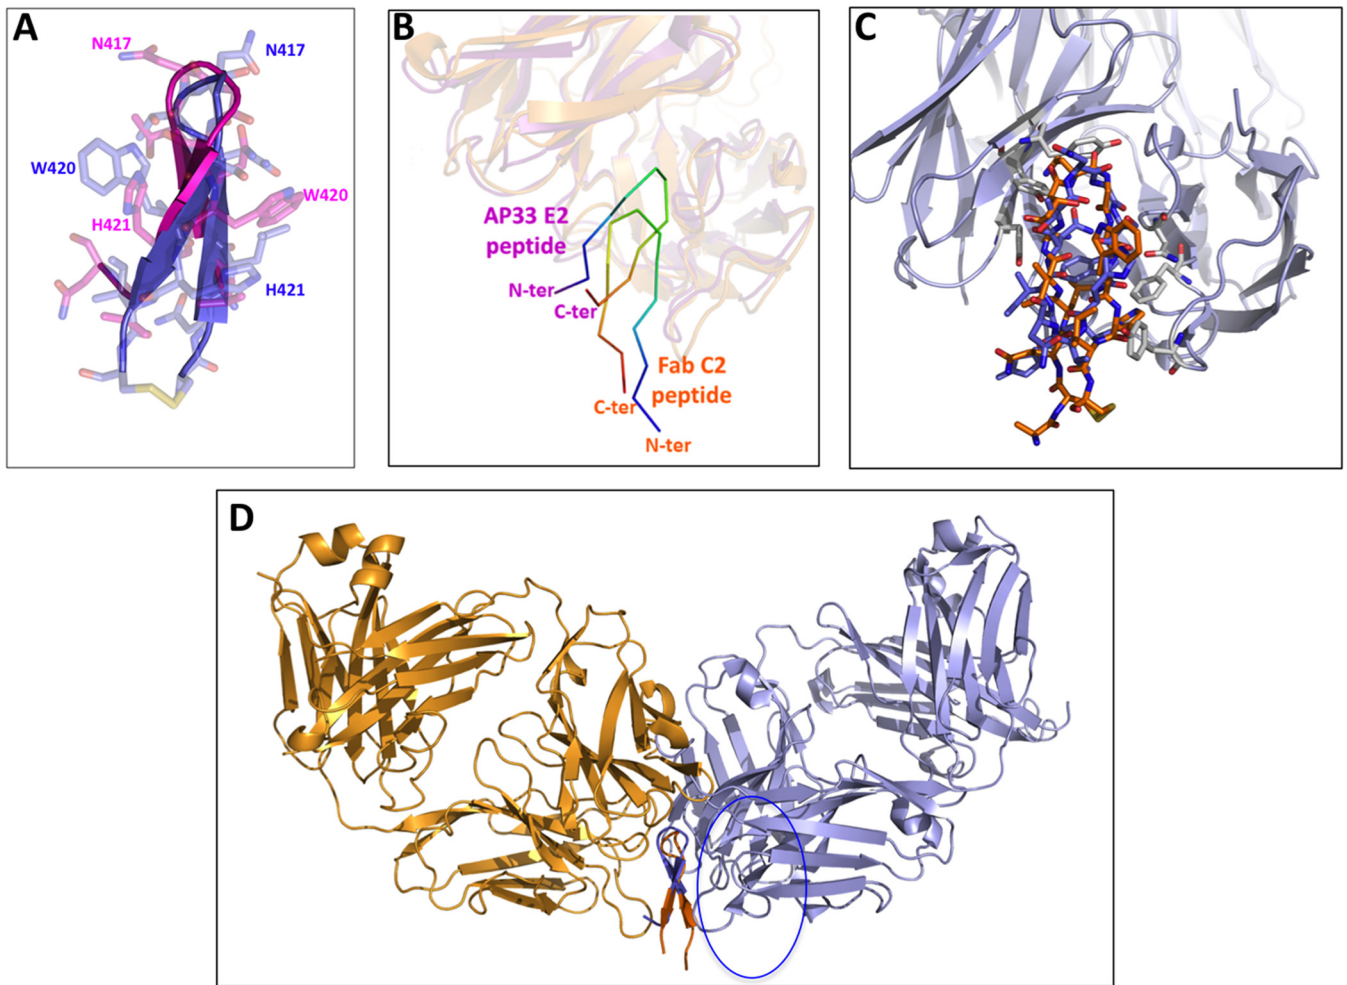 A
N417
N417
W420
W420
H421
H421
B
AP33 E2
peptide
N-ter
C-ter
Fab C2
peptide
C-ter
N-ter
C
D